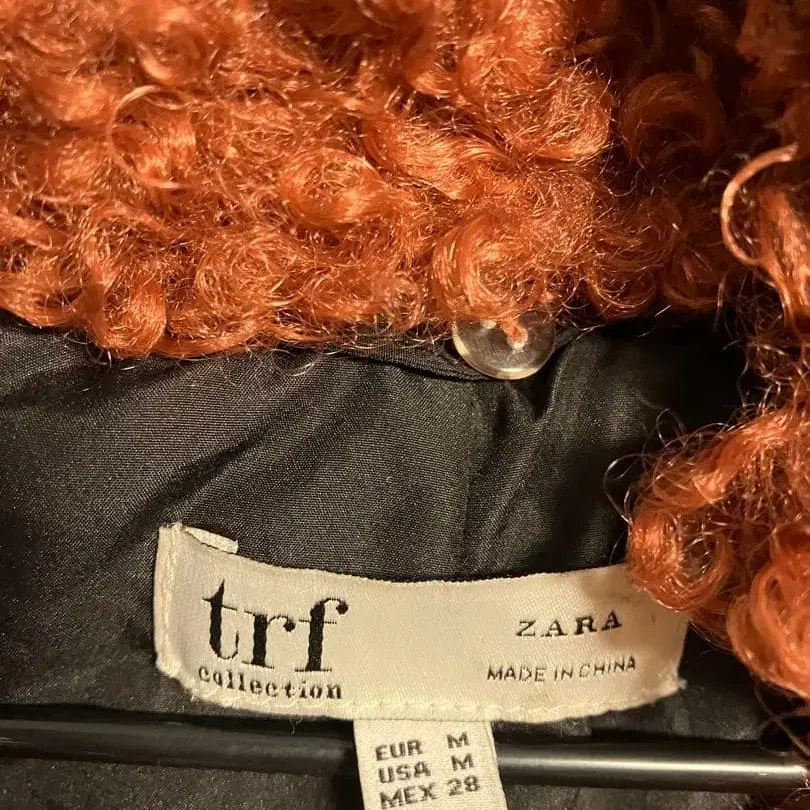 trf
collection
ZARA
MADE IN CHINA
EUR M
USA M
MEX 28